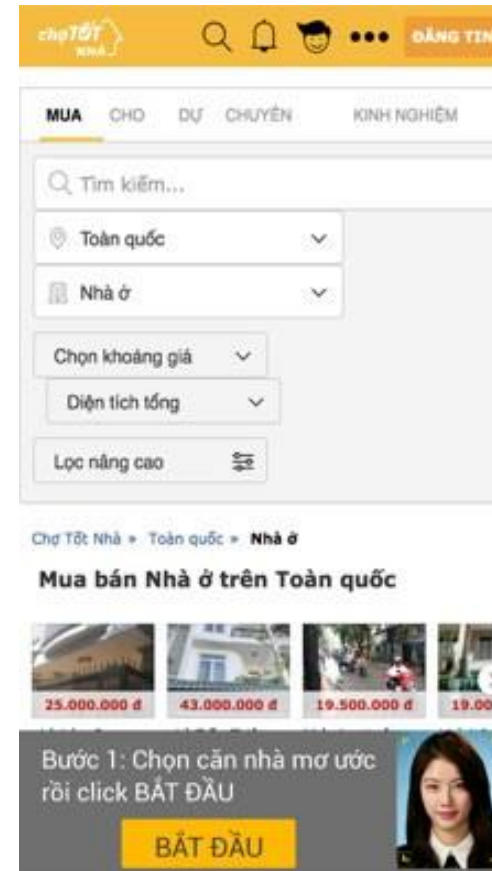 chợTỐT
NHÀ
ĐĂNG TIN
MUA CHO DỰ CHUYÊN KINH NGHIỆM
Tìm kiếm...
Toàn quốc
Nhà ở
Chọn khoảng giá
Diện tích tổng
Lọc nâng cao
Chợ Tốt Nhà » Toàn quốc » Nhà ở
Mua bán Nhà ở trên Toàn quốc
25.000.000 đ 43.000.000 đ 19.500.000 đ 19.00
Bước 1: Chọn căn nhà mơ ước
rồi click BẮT ĐẦU
BẮT ĐẦU